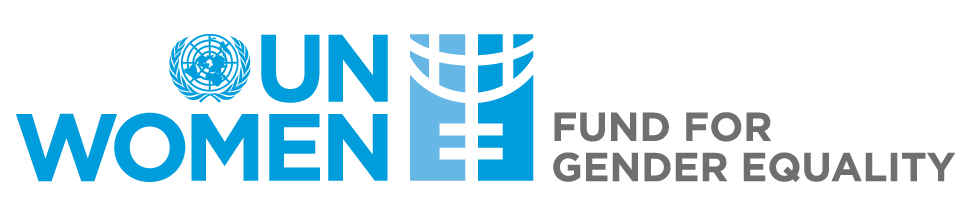 UN
WOMEN
FUND FOR
GENDER EQUALITY